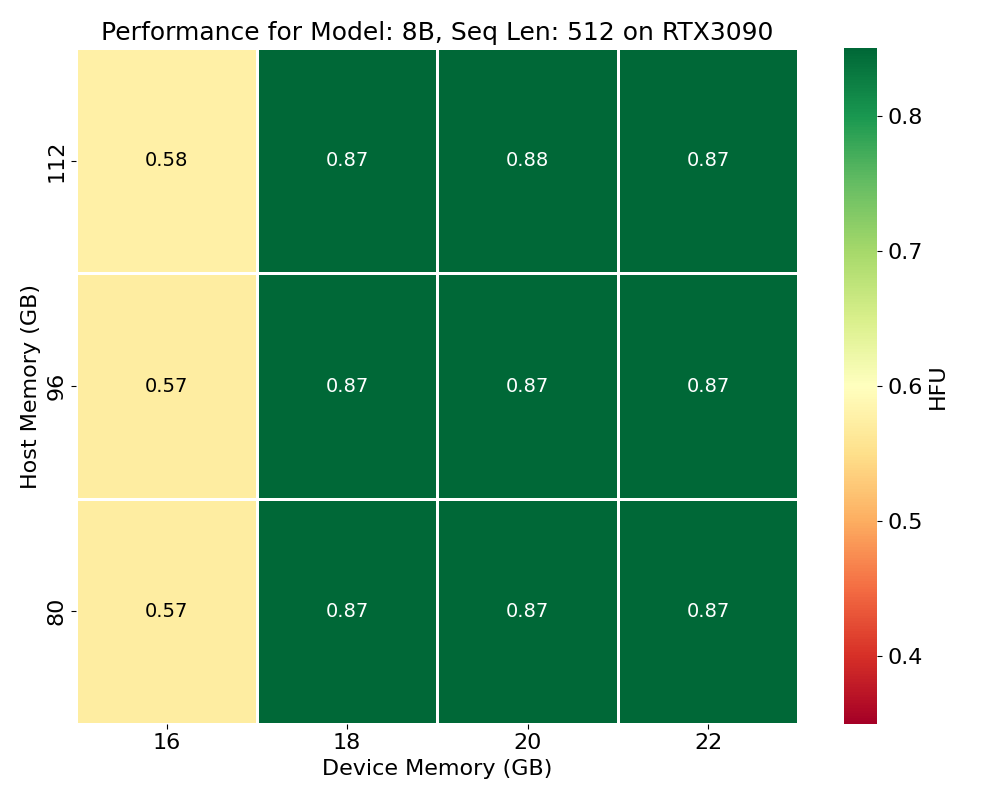 Performance for Model: 8B, Seq Len: 512 on RTX3090
Host Memory (GB)
112
0.58 0.87 0.88 0.87
96
0.57 0.87 0.87 0.87
80
0.57 0.87 0.87 0.87
16 18 20 22
Device Memory (GB)
0.8
0.7
0.6
0.5
0.4
HFU